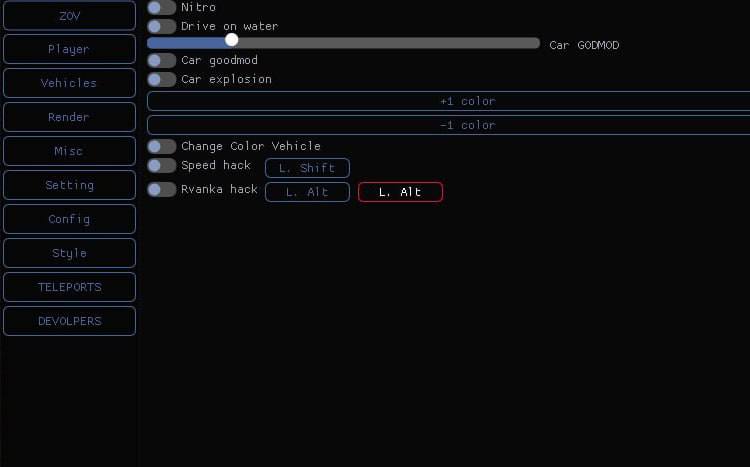 ZOV
Player
Vehicles
Render
Misc
Setting
Config
Style
TELEPORTS
DEVOLPERS
Nitro
Drive on water
Car GODMOD
Car goodmod
Car explosion
+1 color
-1 color
Change Color Vehicle
Speed hack L. Shift
Rvanka hack L. Alt L. Alt